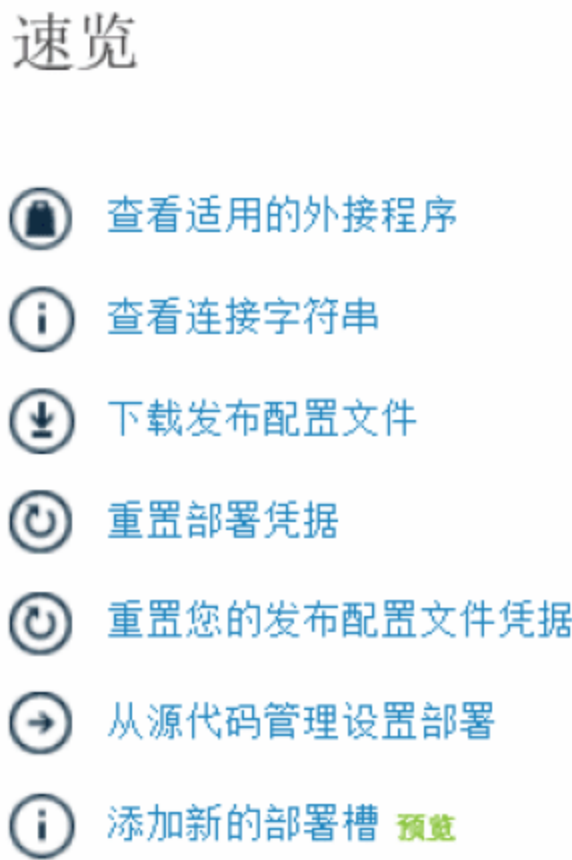 速览
查看适用的外接程序
查看连接字符串
下载发布配置文件
重置部署凭据
重置您的发布配置文件凭据
从源代码管理设置部署
添加新的部署槽 预览